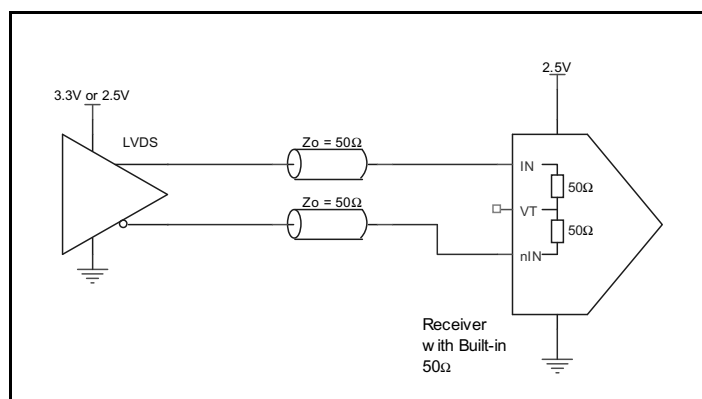 2.5V
3.3V or 2.5V
LVDS
Zo = 50Ω
IN
50Ω
Zo = 50Ω
VT
50Ω
nIN
Receiver
with Built-in
50Ω